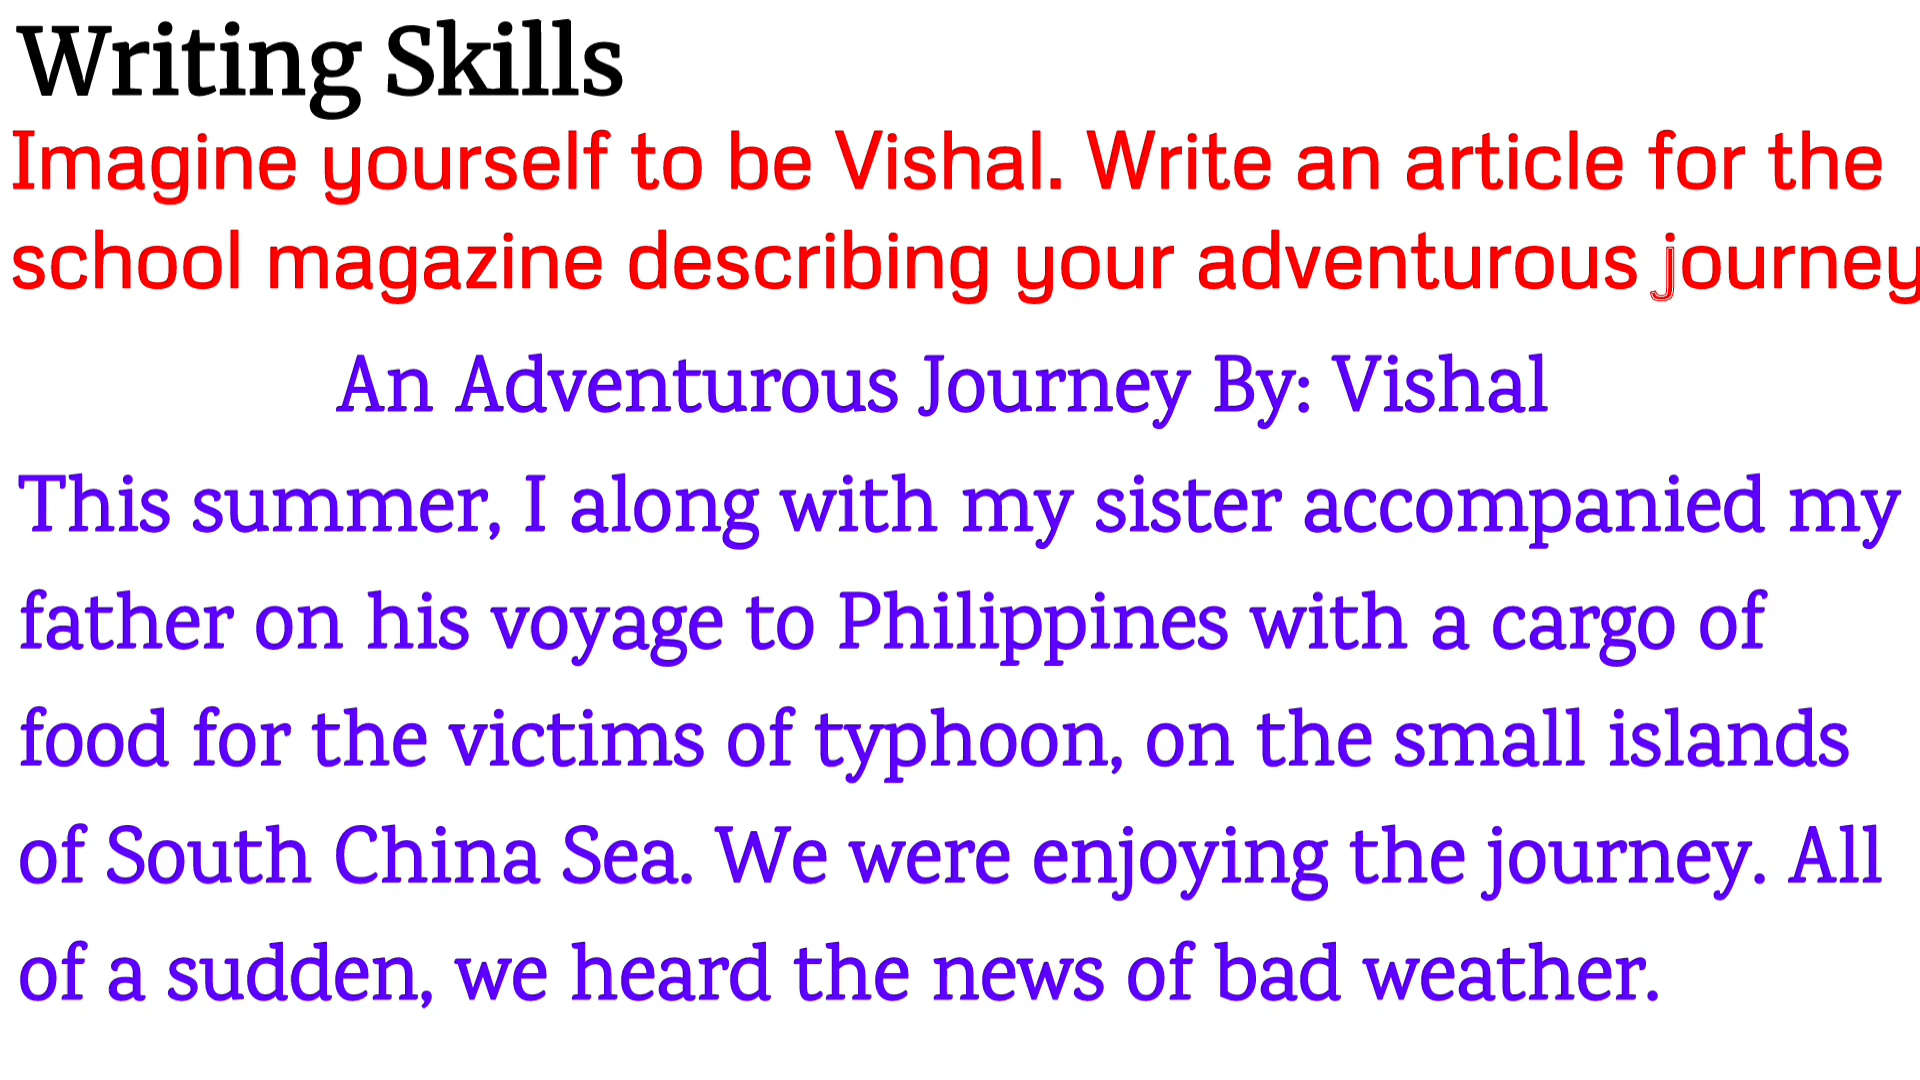 Writing Skills
Imagine yourself to be Vishal. Write an article for the
school magazine describing your adventurous journey
An Adventurous Journey By: Vishal
This summer, I along with my sister accompanied my
father on his voyage to Philippines with a cargo of
food for the victims of typhoon, on the small islands
of South China Sea. We were enjoying the journey. All
of a sudden, we heard the news of bad weather.